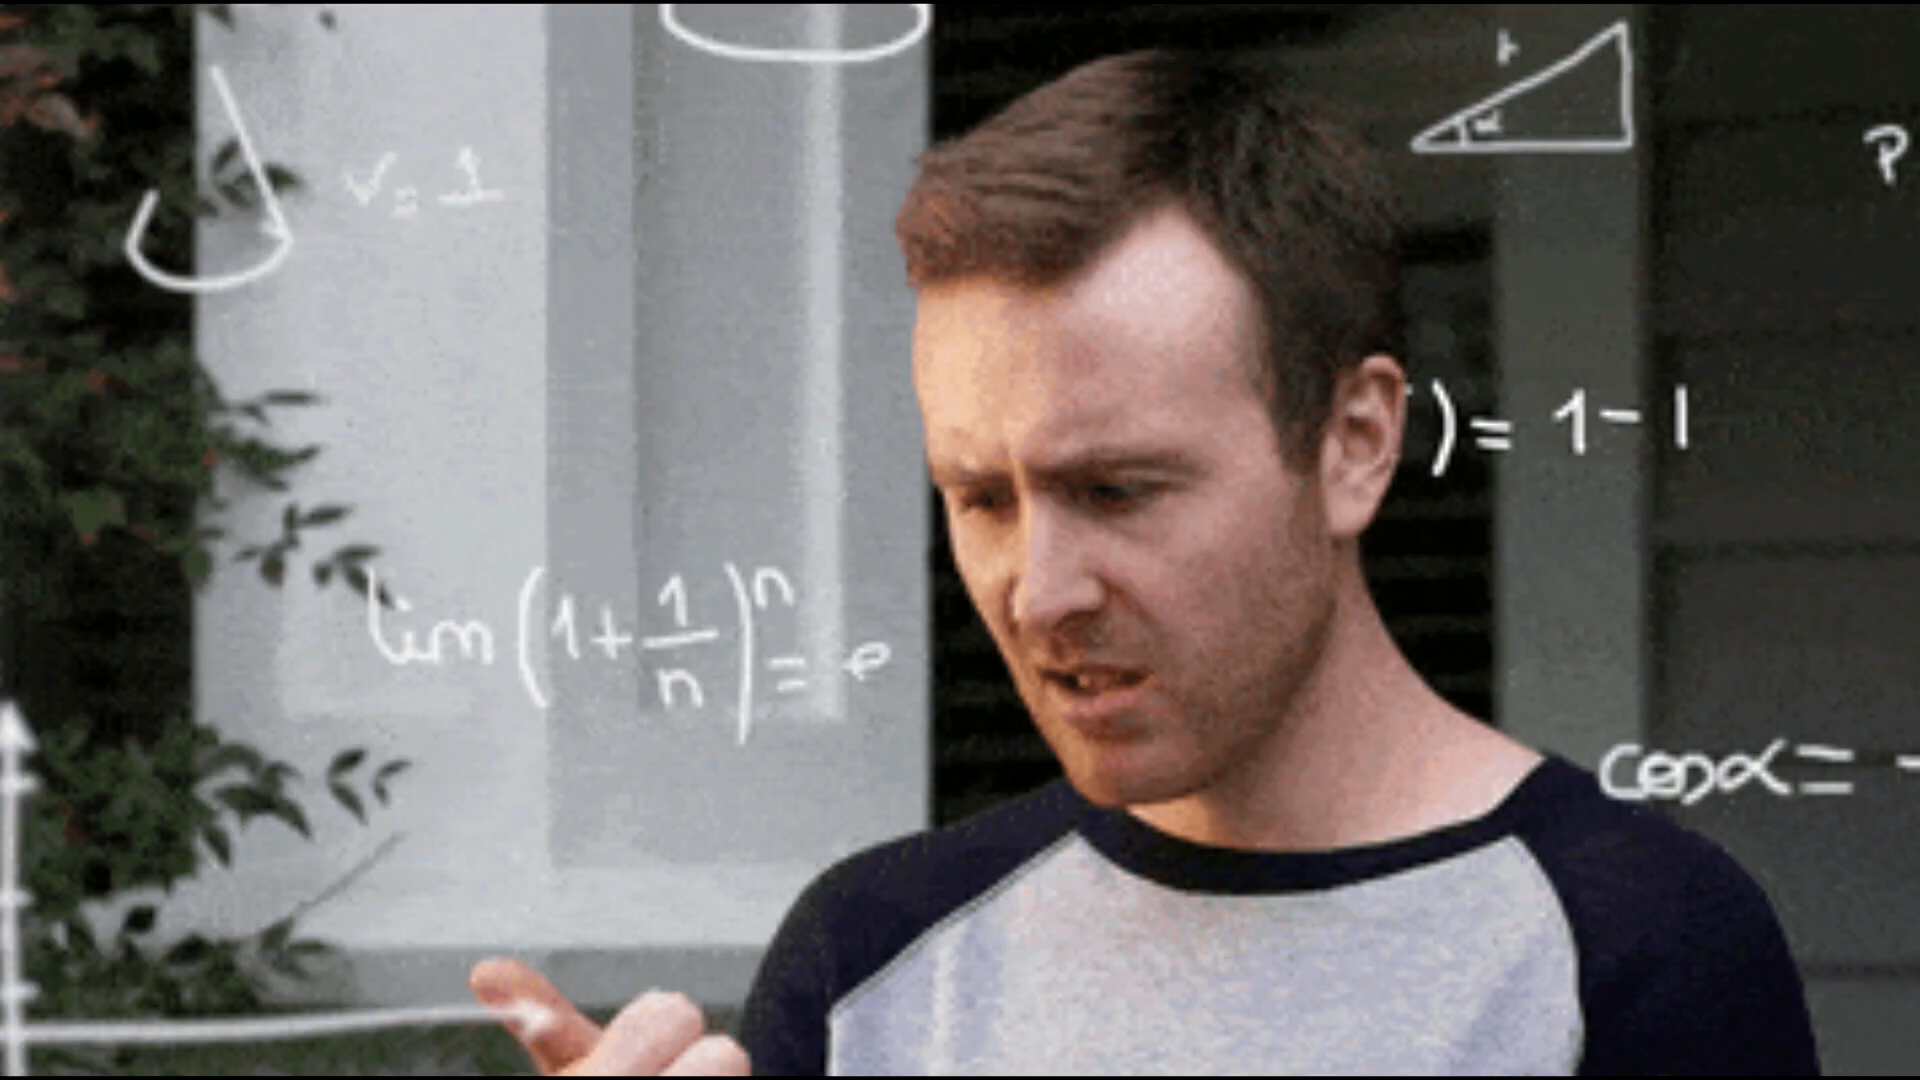 r
α
P
V=1
)= 1-1
lim (1+1/n)^n = e
cosα= -